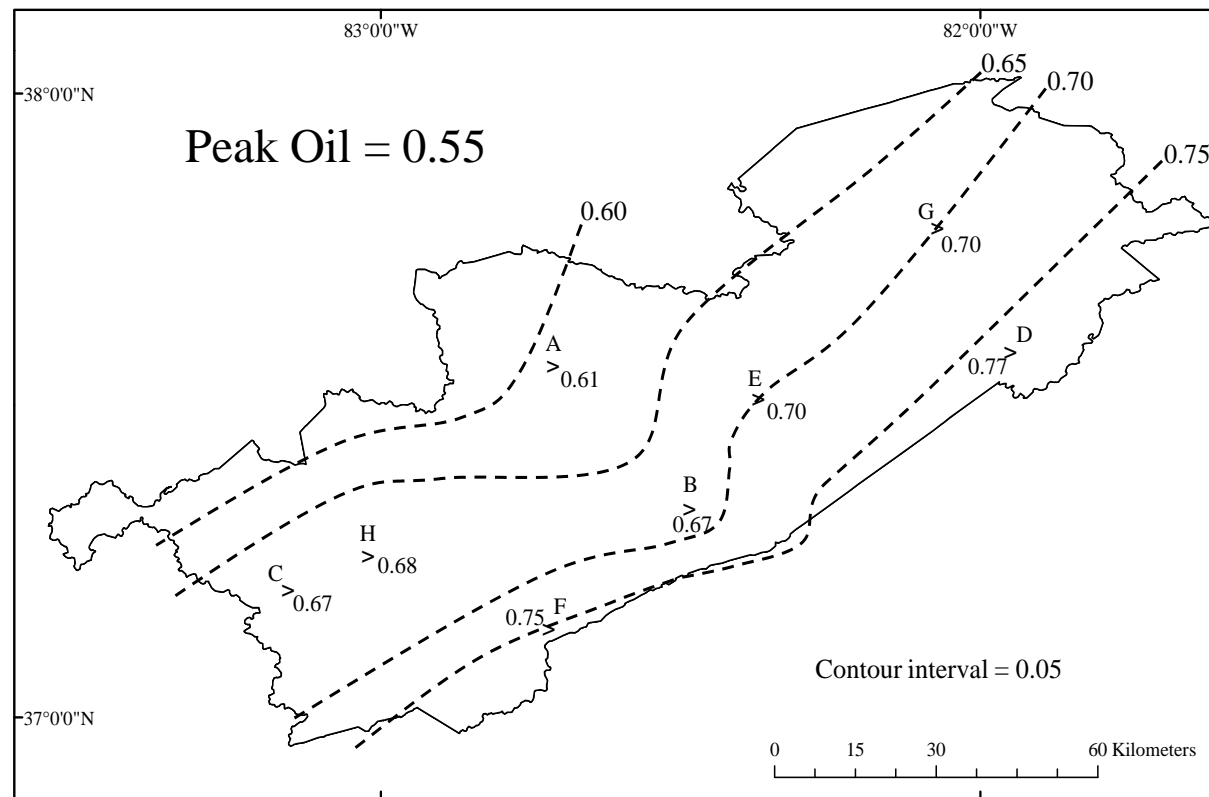 83°0'0"W
82°0'0"W
38°0'0"N
0.65
0.70
Peak Oil = 0.55
0.75
0.60
G
0.70
A
0.61
D
0.77
E
0.70
B
0.67
H
0.68
C
0.67
F
0.75
Contour interval = 0.05
37°0'0"N
0 15 30 60 Kilometers